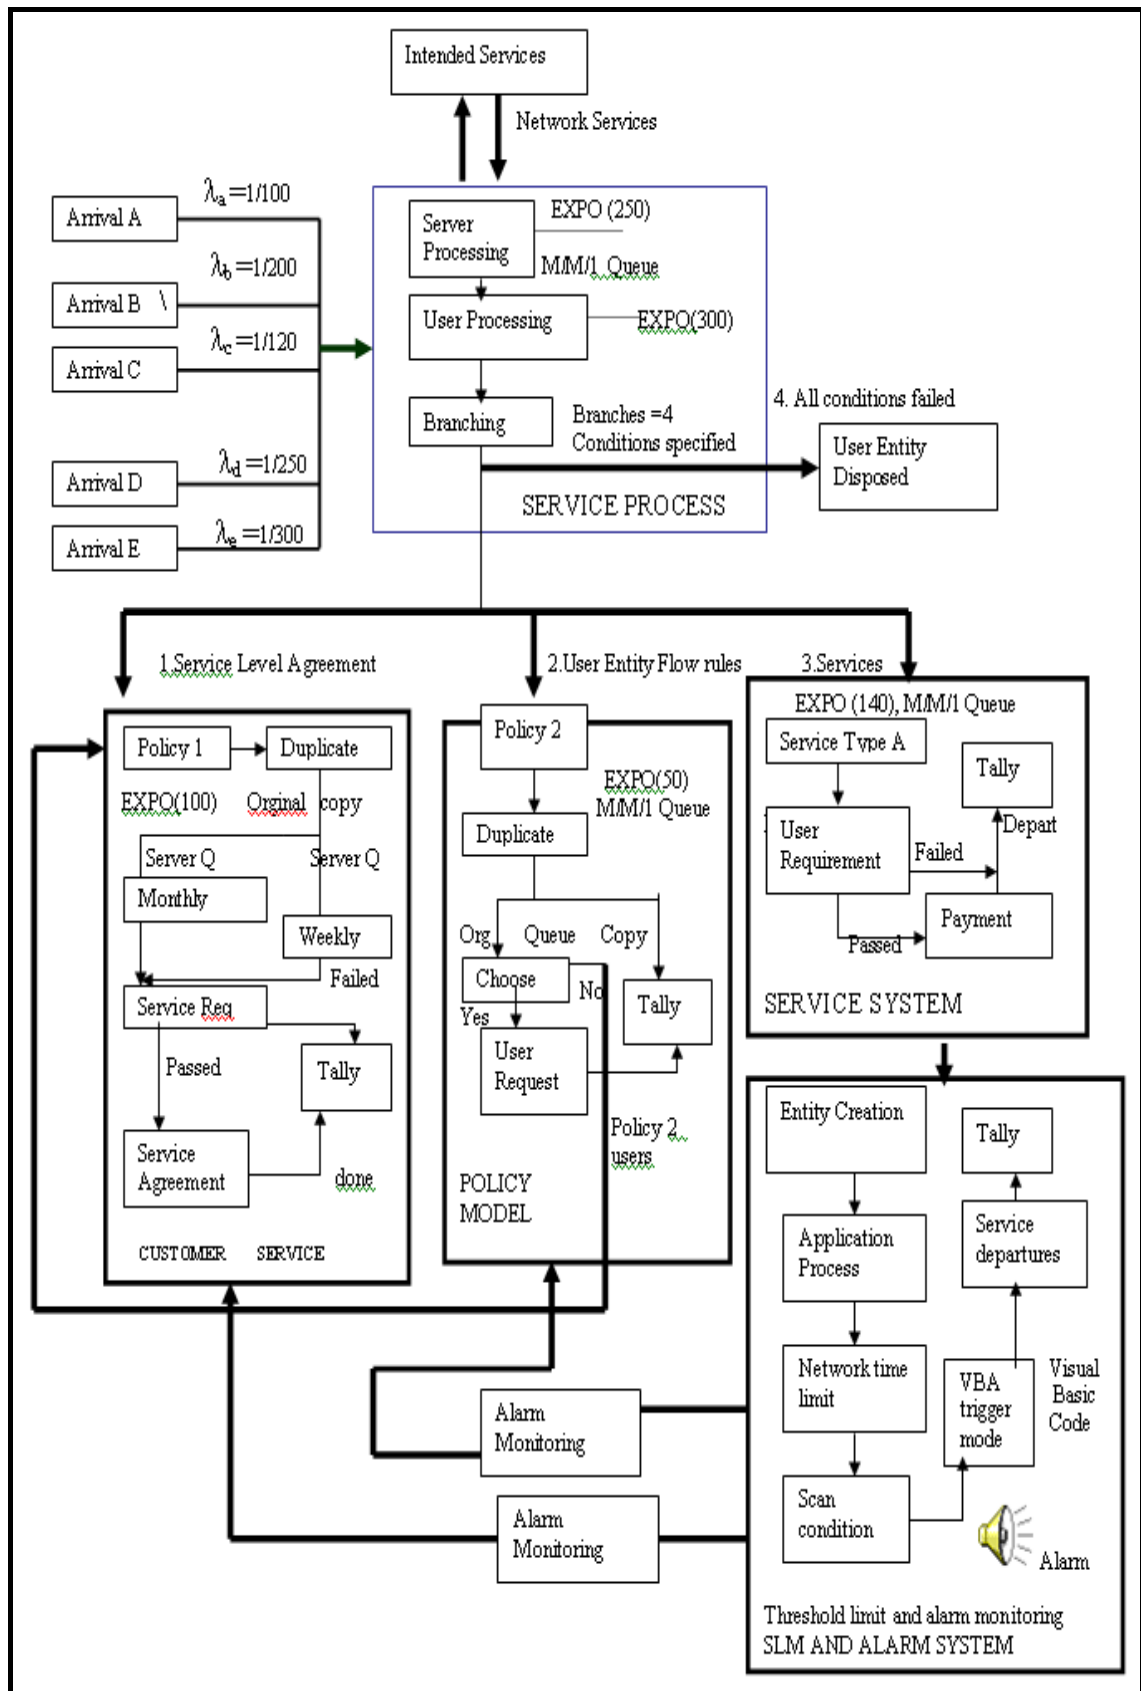 Intended Services
Network Services
Arrival A
λa =1/100
Arrival B \
λb =1/200
Arrival C
λc =1/120
Arrival D
λd =1/250
Arrival E
λe =1/300
Server
Processing
EXPO (250)
M/M/1 Queue
User Processing
EXPO(300)
Branching
Branches =4
Conditions specified
SERVICE PROCESS
4. All conditions failed
User Entity
Disposed
1.Service Level Agreement
2.User Entity Flow rules
3.Services
Policy 1
Duplicate
EXPO(100)
Orginal copy
Server Q
Server Q
Monthly
Weekly
Failed
Service Req
Passed
Tally
Service
Agreement
done
CUSTOMER SERVICE
Policy 2
EXPO(50)
M/M/1 Queue
Duplicate
Org Queue Copy
Choose
No
Yes
Tally
User
Request
Policy 2
users
POLICY
MODEL
EXPO (140), M/M/1 Queue
Service Type A
Tally
Depart
User
Requirement
Failed
Payment
Passed
SERVICE SYSTEM
Entity Creation
Tally
Application
Process
Service
departures
Network time
limit
VBA
trigger
mode
Visual
Basic
Code
Scan
condition
Alarm
Threshold limit and alarm monitoring
SLM AND ALARM SYSTEM
Alarm
Monitoring
Alarm
Monitoring